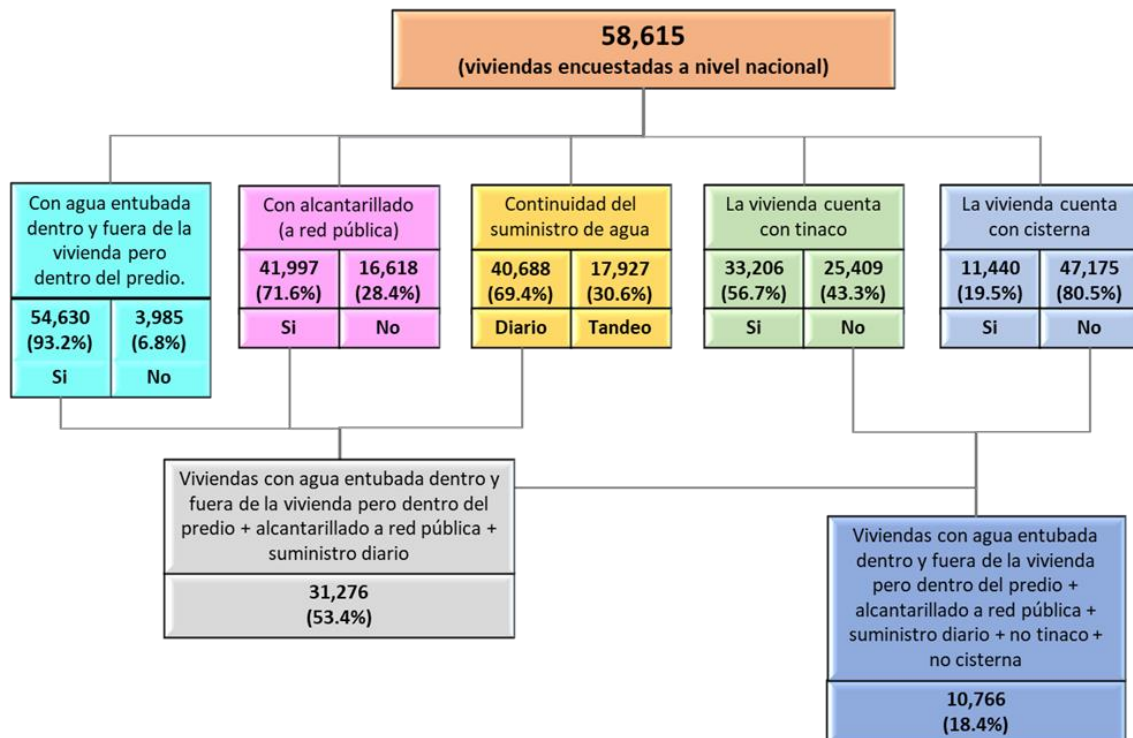 58,615
(viviendas encuestadas a nivel nacional)
Con agua entubada
dentro y fuera de la
vivienda pero
dentro del predio.
54,630
(93.2%)
3,985
(6.8%)
Si
No
Con alcantarillado
(a red pública)
41,997
(71.6%)
16,618
(28.4%)
Si
No
Continuidad del
suministro de agua
40,688
(69.4%)
17,927
(30.6%)
Diario
Tandeo
La vivienda cuenta
con tinaco
33,206
(56.7%)
25,409
(43.3%)
Si
No
La vivienda cuenta
con cisterna
11,440
(19.5%)
47,175
(80.5%)
Si
No
Viviendas con agua entubada dentro y
fuera de la vivienda pero dentro del
predio + alcantarillado a red pública +
suministro diario
31,276
(53.4%)
Viviendas con agua entubada
dentro y fuera de la vivienda
pero dentro del predio +
alcantarillado a red pública +
suministro diario + no tinaco +
no cisterna
10,766
(18.4%)